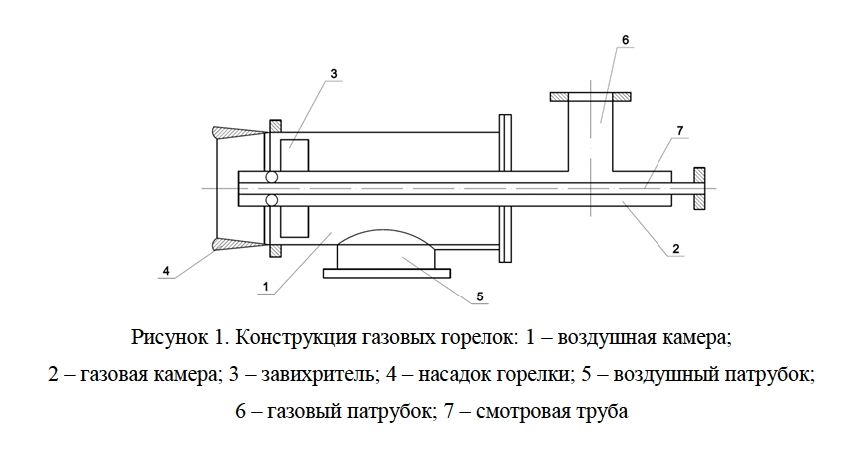 6
3
7
4
2
1
5
Рисунок 1. Конструкция газовых горелок: 1 – воздушная камера;
2 – газовая камера; 3 – завихритель; 4 – насадок горелки; 5 – воздушный патрубок;
6 – газовый патрубок; 7 – смотровая труба